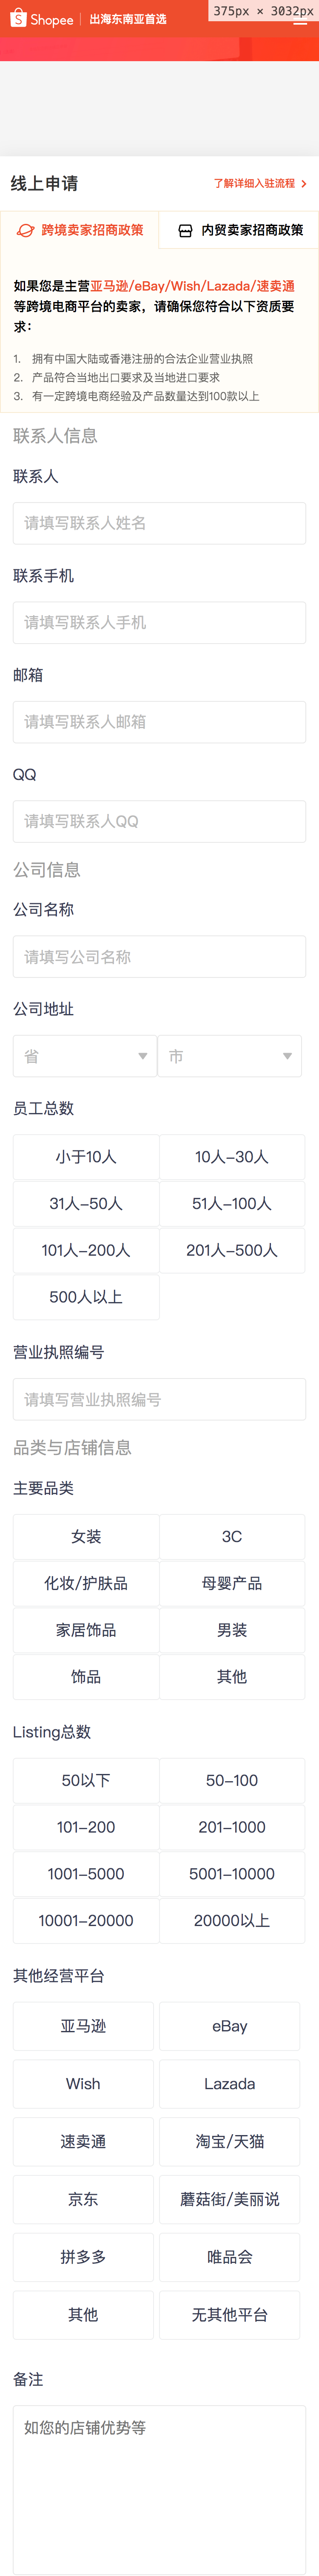 Shopee | 出海东南亚首选
375px × 3032px
线上申请
了解详细入驻流程 >
跨境卖家招商政策
内贸卖家招商政策
如果您是主营亚马逊/eBay/Wish/Lazada/速卖通
等跨境电商平台的卖家，请确保您符合以下资质要
求：
1. 拥有中国大陆或香港注册的合法企业营业执照
2. 产品符合当地出口要求及当地进口要求
3. 有一定跨境电商经验及产品数量达到100款以上
联系人信息
联系人
请填写联系人姓名
联系手机
请填写联系人手机
邮箱
请填写联系人邮箱
QQ
请填写联系人QQ
公司信息
公司名称
请填写公司名称
公司地址
省
市
员工总数
小于10人
10人-30人
31人-50人
51人-100人
101人-200人
201人-500人
500人以上
营业执照编号
请填写营业执照编号
品类与店铺信息
主要品类
女装
3C
化妆/护肤品
母婴产品
家居饰品
男装
饰品
其他
Listing总数
50以下
50-100
101-200
201-1000
1001-5000
5001-10000
10001-20000
20000以上
其他经营平台
亚马逊
eBay
Wish
Lazada
速卖通
淘宝/天猫
京东
蘑菇街/美丽说
拼多多
唯品会
其他
无其他平台
备注
如您的店铺优势等